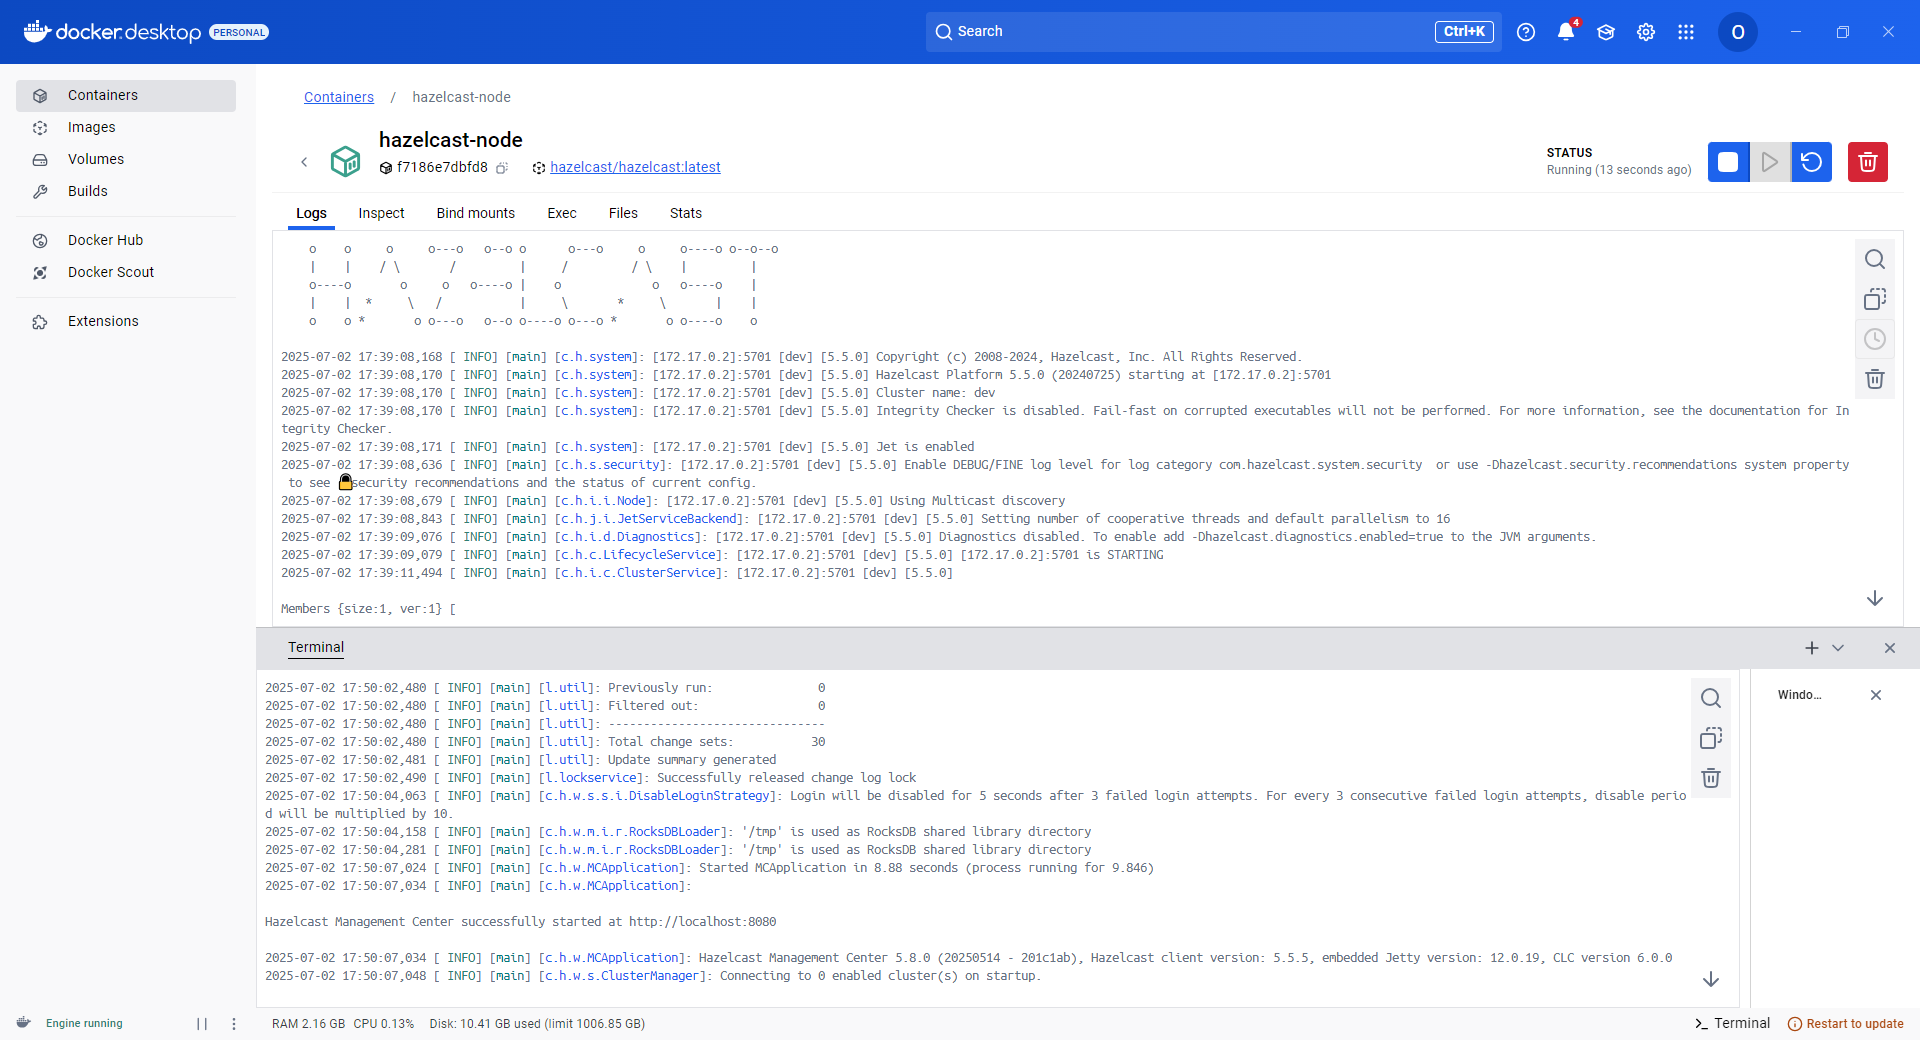 docker.desktop PERSONAL
Search
Ctrl+K
4
O
Containers
Images
Volumes
Builds
Docker Hub
Docker Scout
Extensions
Containers / hazelcast-node
hazelcast-node
f7186e7dbfd8 hazelcast/hazelcast:latest
STATUS
Running (13 seconds ago)
Logs Inspect Bind mounts Exec Files Stats
    o    o     o     o---o   o--o o      o---o     o     o----o o--o--o
    |    |    / \       /         |     /         / \    |         |
    o----o       o     o   o----o |    o             o   o----o    |
    |    |  *     \   /           |     \       *     \       |    |
    o    o *       o o---o   o--o o----o o---o *       o o----o    o
2025-07-02 17:39:08,168 [ INFO] [main] [c.h.system]: [172.17.0.2]:5701 [dev] [5.5.0] Copyright (c) 2008-2024, Hazelcast, Inc. All Rights Reserved.
2025-07-02 17:39:08,170 [ INFO] [main] [c.h.system]: [172.17.0.2]:5701 [dev] [5.5.0] Hazelcast Platform 5.5.0 (20240725) starting at [172.17.0.2]:5701
2025-07-02 17:39:08,170 [ INFO] [main] [c.h.system]: [172.17.0.2]:5701 [dev] [5.5.0] Cluster name: dev
2025-07-02 17:39:08,170 [ INFO] [main] [c.h.system]: [172.17.0.2]:5701 [dev] [5.5.0] Integrity Checker is disabled. Fail-fast on corrupted executables will not be performed. For more information, see the documentation for In
tegrity Checker.
2025-07-02 17:39:08,171 [ INFO] [main] [c.h.system]: [172.17.0.2]:5701 [dev] [5.5.0] Jet is enabled
2025-07-02 17:39:08,636 [ INFO] [main] [c.h.s.security]: [172.17.0.2]:5701 [dev] [5.5.0] Enable DEBUG/FINE log level for log category com.hazelcast.system.security  or use -Dhazelcast.security.recommendations system property
 to see 🔒security recommendations and the status of current config.
2025-07-02 17:39:08,679 [ INFO] [main] [c.h.i.i.Node]: [172.17.0.2]:5701 [dev] [5.5.0] Using Multicast discovery
2025-07-02 17:39:08,843 [ INFO] [main] [c.h.j.i.JetServiceBackend]: [172.17.0.2]:5701 [dev] [5.5.0] Setting number of cooperative threads and default parallelism to 16
2025-07-02 17:39:09,076 [ INFO] [main] [c.h.i.d.Diagnostics]: [172.17.0.2]:5701 [dev] [5.5.0] Diagnostics disabled. To enable add -Dhazelcast.diagnostics.enabled=true to the JVM arguments.
2025-07-02 17:39:09,079 [ INFO] [main] [c.h.c.LifecycleService]: [172.17.0.2]:5701 [dev] [5.5.0] [172.17.0.2]:5701 is STARTING
2025-07-02 17:39:11,494 [ INFO] [main] [c.h.i.c.ClusterService]: [172.17.0.2]:5701 [dev] [5.5.0]
Members {size:1, ver:1} [
Terminal
2025-07-02 17:50:02,480 [ INFO] [main] [l.util]: Previously run:               0
2025-07-02 17:50:02,480 [ INFO] [main] [l.util]: Filtered out:                 0
2025-07-02 17:50:02,480 [ INFO] [main] [l.util]: -------------------------------
2025-07-02 17:50:02,480 [ INFO] [main] [l.util]: Total change sets:           30
2025-07-02 17:50:02,481 [ INFO] [main] [l.util]: Update summary generated
2025-07-02 17:50:02,490 [ INFO] [main] [l.lockservice]: Successfully released change log lock
2025-07-02 17:50:04,063 [ INFO] [main] [c.h.w.s.s.i.DisableLoginStrategy]: Login will be disabled for 5 seconds after 3 failed login attempts. For every 3 consecutive failed login attempts, disable perio
d will be multiplied by 10.
2025-07-02 17:50:04,158 [ INFO] [main] [c.h.w.m.i.r.RocksDBLoader]: '/tmp' is used as RocksDB shared library directory
2025-07-02 17:50:04,281 [ INFO] [main] [c.h.w.m.i.r.RocksDBLoader]: '/tmp' is used as RocksDB shared library directory
2025-07-02 17:50:07,024 [ INFO] [main] [c.h.w.MCApplication]: Started MCApplication in 8.88 seconds (process running for 9.846)
2025-07-02 17:50:07,034 [ INFO] [main] [c.h.w.MCApplication]:
Hazelcast Management Center successfully started at http://localhost:8080
2025-07-02 17:50:07,034 [ INFO] [main] [c.h.w.MCApplication]: Hazelcast Management Center 5.8.0 (20250514 - 201c1ab), Hazelcast client version: 5.5.5, embedded Jetty version: 12.0.19, CLC version 6.0.0
2025-07-02 17:50:07,048 [ INFO] [main] [c.h.w.s.ClusterManager]: Connecting to 0 enabled cluster(s) on startup.
Windo...
Engine running
RAM 2.16 GB CPU 0.13% Disk: 10.41 GB used (limit 1006.85 GB)
Terminal
Restart to update